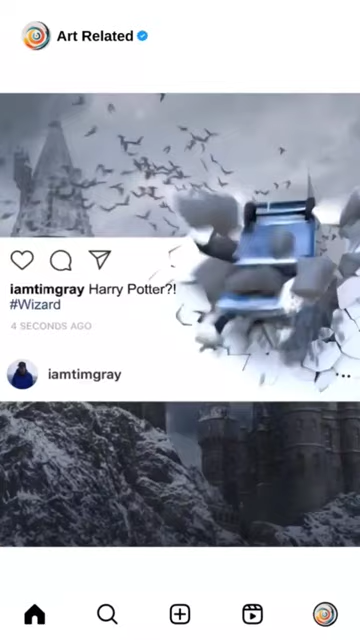 Art Related
iamtimgray Harry Potter?!
#Wizard
4 SECONDS AGO
iamtimgray